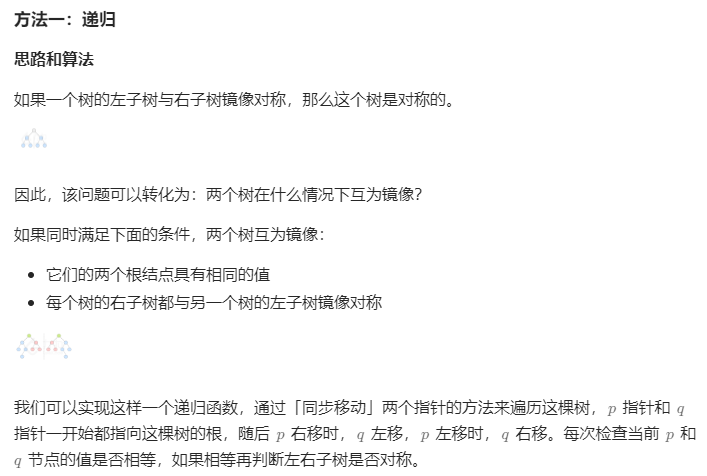 方法一：递归
思路和算法
如果一个树的左子树与右子树镜像对称，那么这个树是对称的。
因此，该问题可以转化为：两个树在什么情况下互为镜像？
如果同时满足下面的条件，两个树互为镜像：
• 它们的两个根结点具有相同的值
• 每个树的右子树都与另一个树的左子树镜像对称
我们可以实现这样一个递归函数，通过「同步移动」两个指针的方法来遍历这棵树，p 指针和 q
指针一开始都指向这棵树的根，随后 p 右移时，q 左移，p 左移时，q 右移。每次检查当前 p 和
q 节点的值是否相等，如果相等再判断左右子树是否对称。